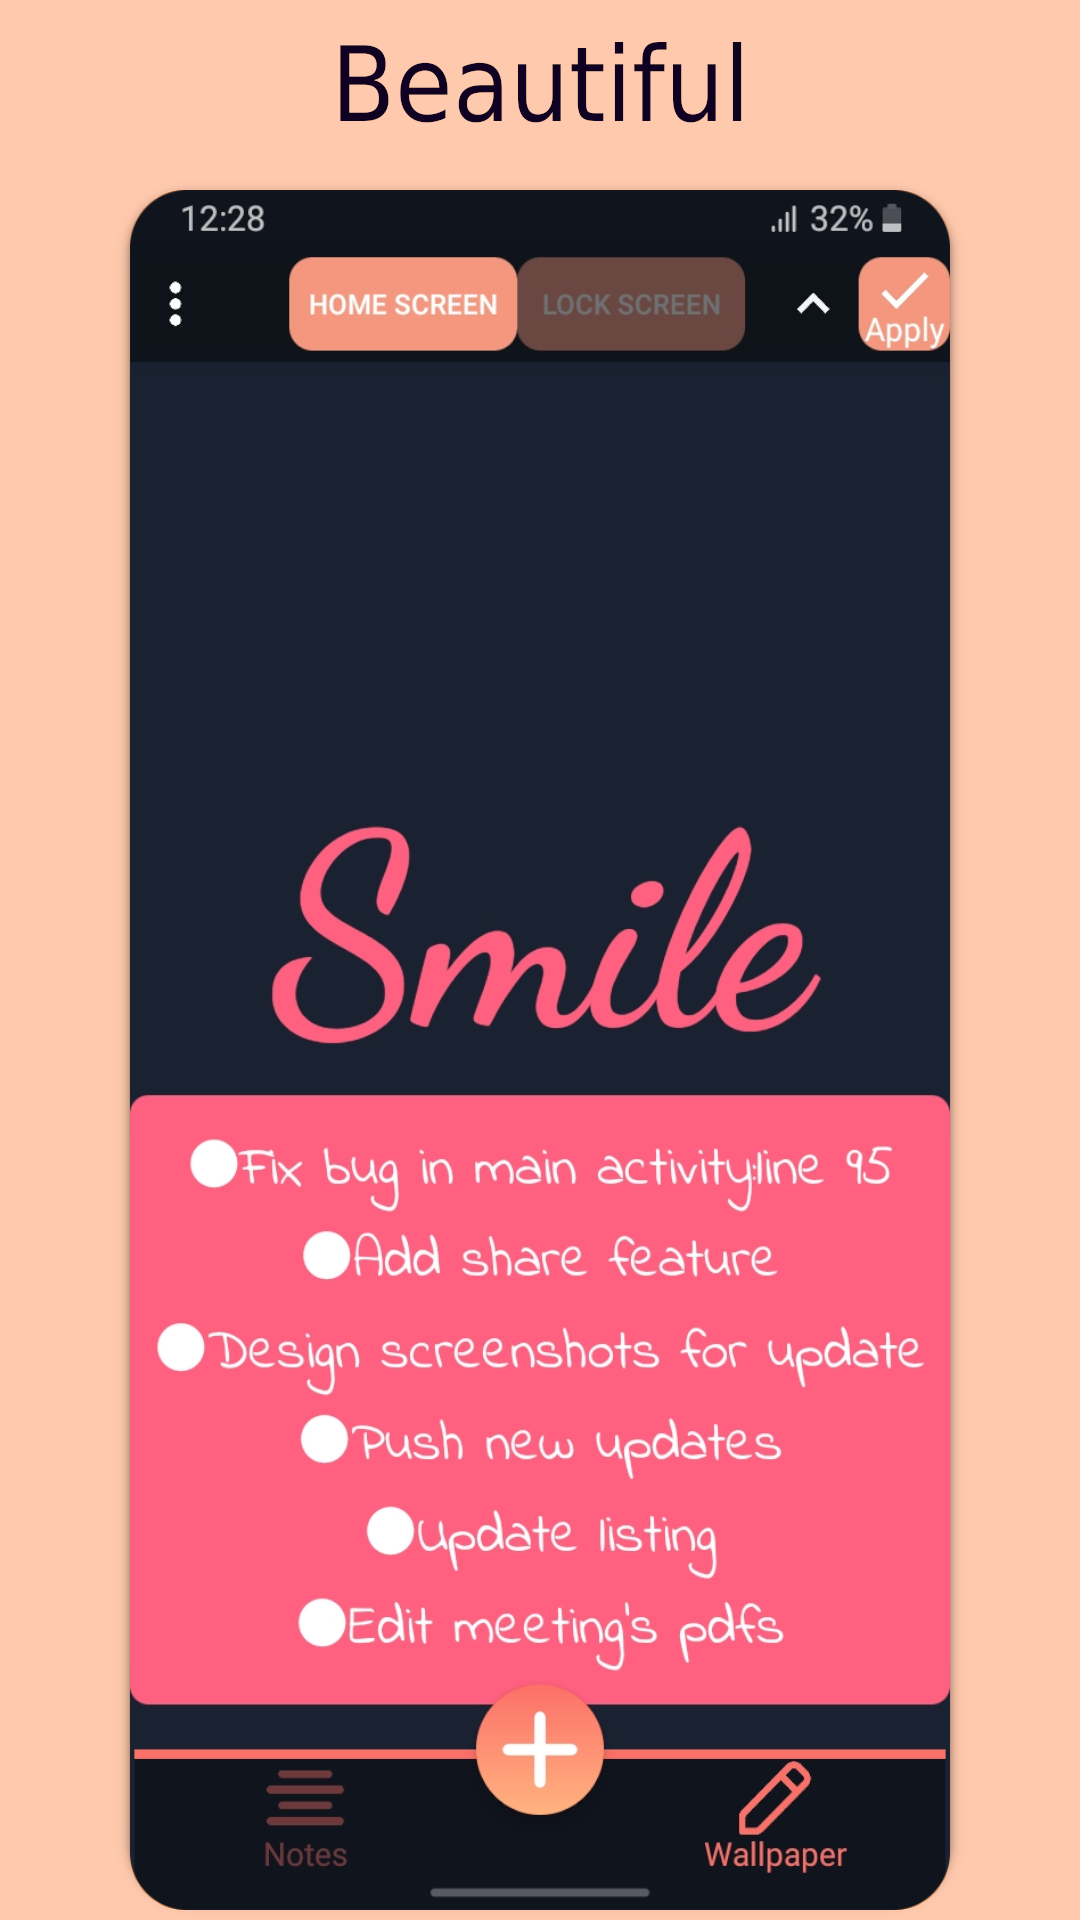 Beautiful
12:28 32%
HOME SCREEN LOCK SCREEN Apply
Smile
Fix bug in main activity:line 95
Add share feature
Design screenshots for update
Push new updates
Update listing
Edit meeting's pdfs
Notes Wallpaper